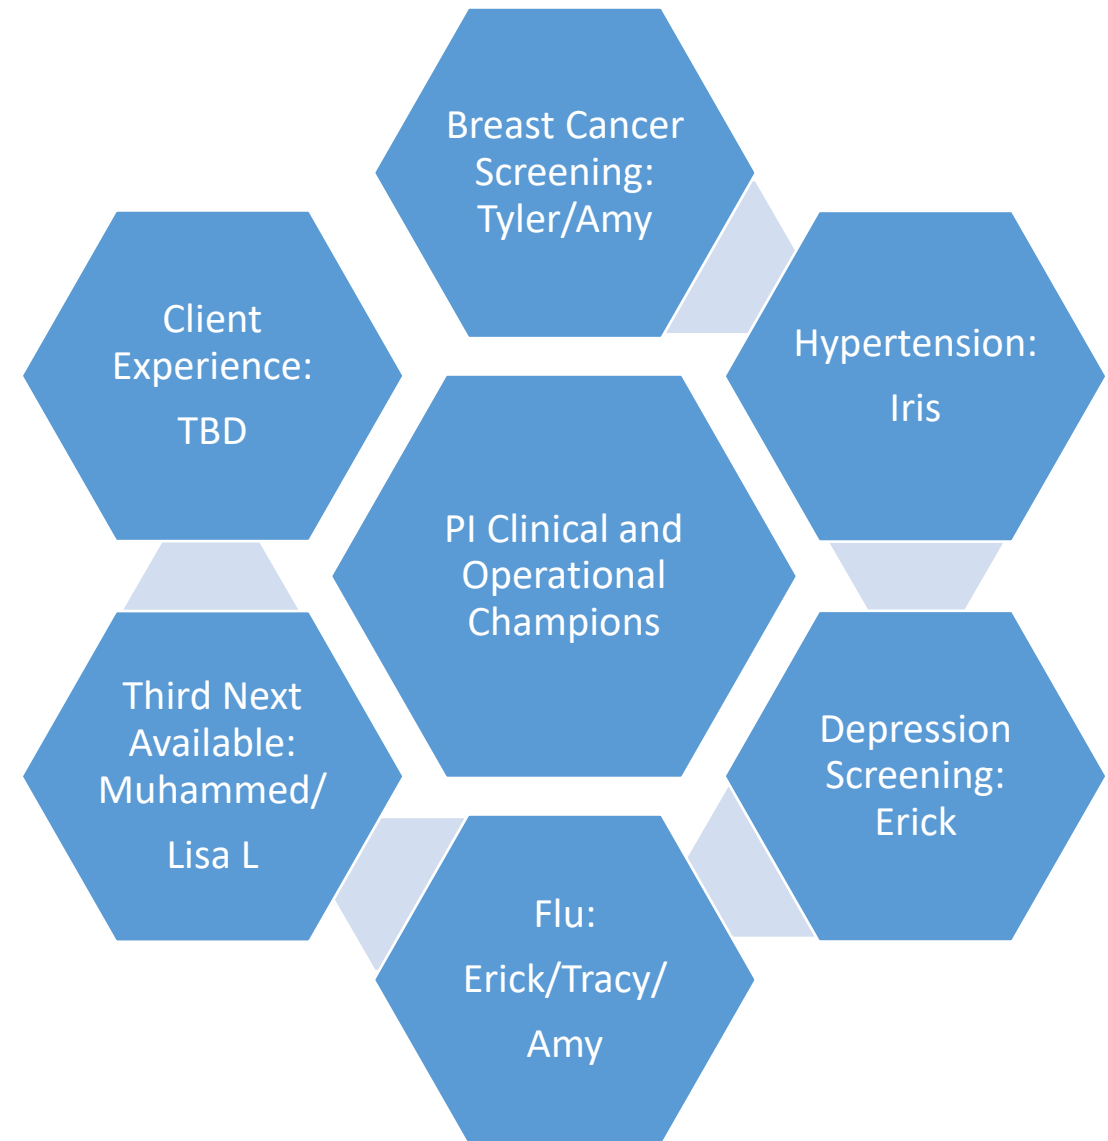 Breast Cancer
Screening:
Tyler/Amy
Hypertension:
Iris
Depression
Screening:
Erick
Flu:
Erick/Tracy/
Amy
Third Next
Available:
Muhammed/
Lisa L
Client
Experience:
TBD
PI Clinical and
Operational
Champions